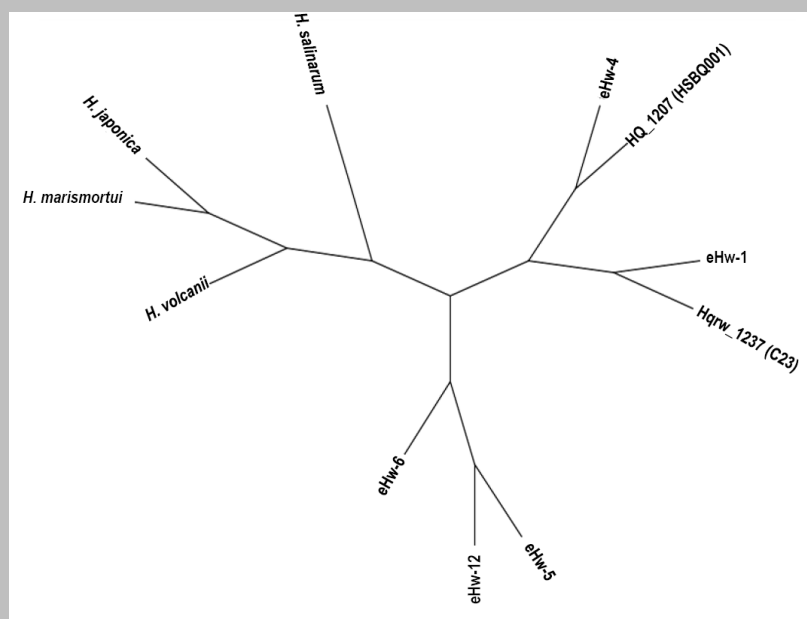 H. salinarum
eHw-4
HQ_1207 (HSBQ001)
H. japonica
H. marismortui
eHw-1
H. volcanii
Hqrw_1237 (C23)
eHw-6
eHw-12
eHw-5